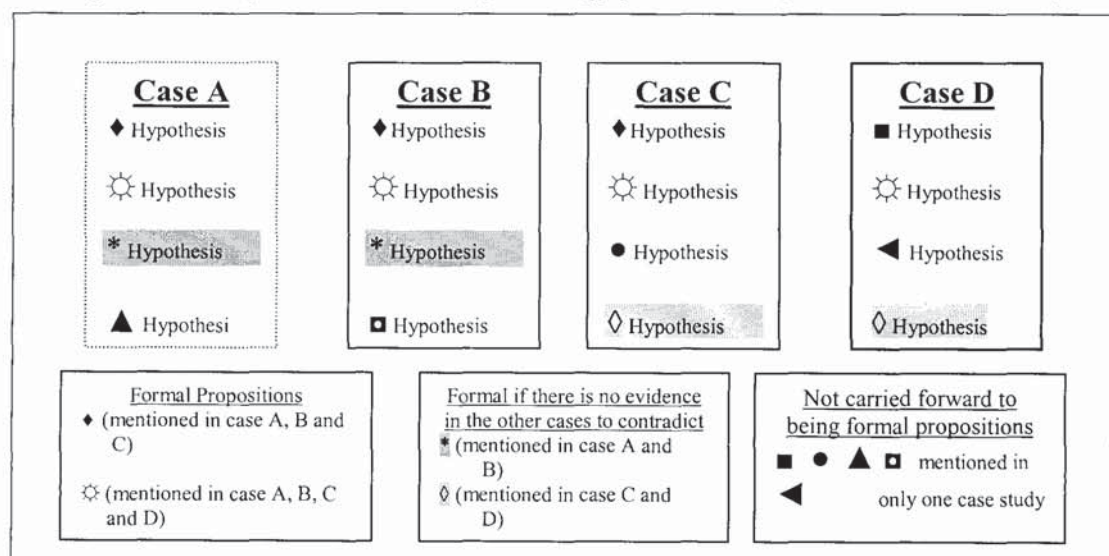 Case A
♦ Hypothesis
☼ Hypothesis
* Hypothesis
▲ Hypothesi
Case B
♦ Hypothesis
☼ Hypothesis
* Hypothesis
◘ Hypothesis
Case C
♦ Hypothesis
☼ Hypothesis
● Hypothesis
◊ Hypothesis
Case D
■ Hypothesis
☼ Hypothesis
◄ Hypothesis
◊ Hypothesis
Formal Propositions
♦ (mentioned in case A, B and
C)
☼ (mentioned in case A, B, C
and D)
Formal if there is no evidence
in the other cases to contradict
* (mentioned in case A and
B)
◊ (mentioned in case C and
D)
Not carried forward to
being formal propositions
■ ● ▲ ◘ mentioned in
◄ only one case study